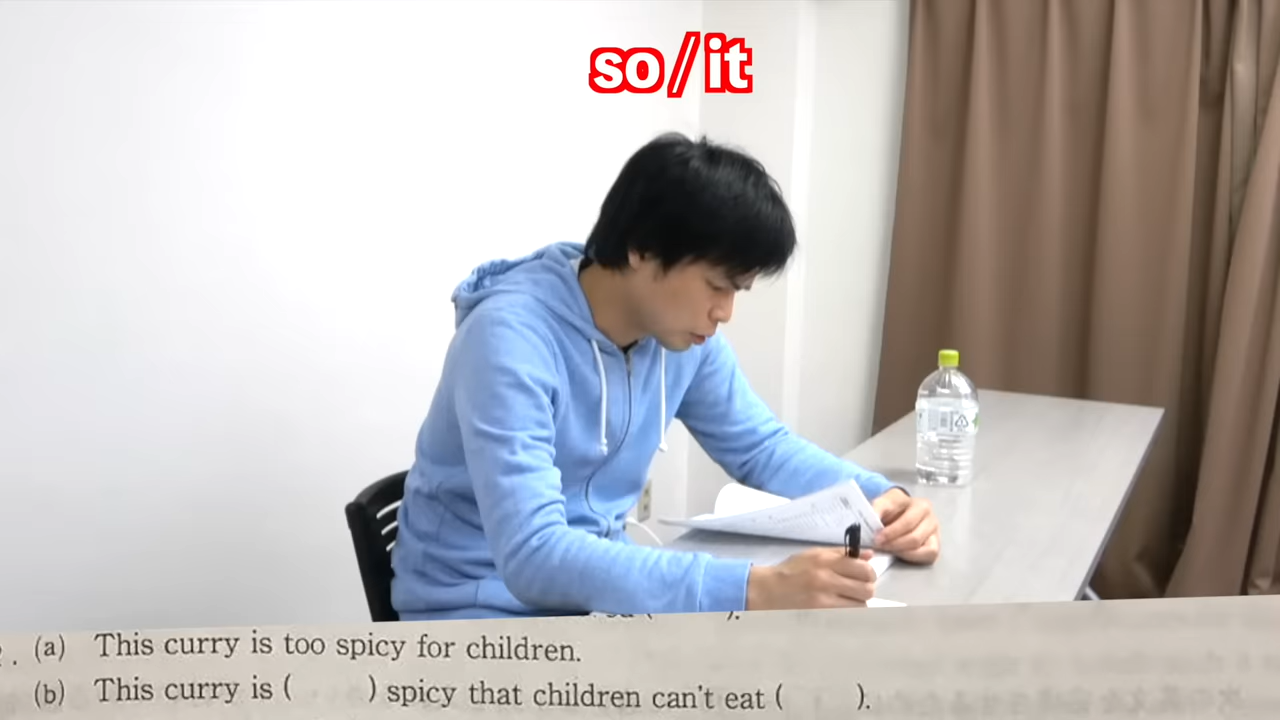 so/it
(a) This curry is too spicy for children.
(b) This curry is ( ) spicy that children can't eat ( ).